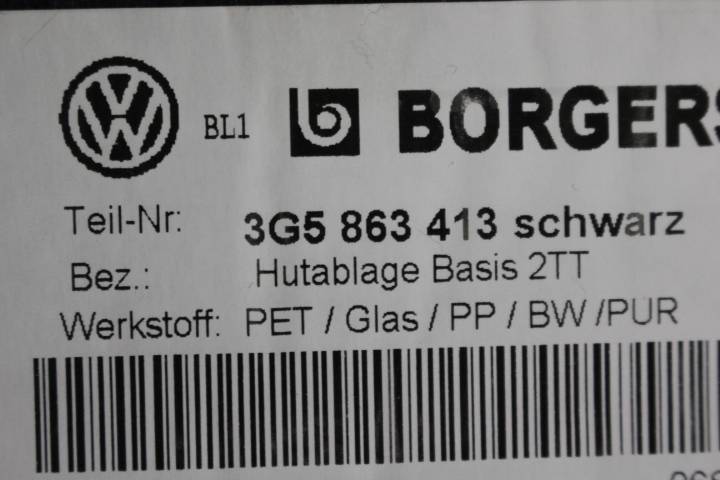 BL1 BORGERS
Teil-Nr: 3G5 863 413 schwarz
Bez.: Hutablage Basis 2TT
Werkstoff: PET / Glas / PP / BW /PUR